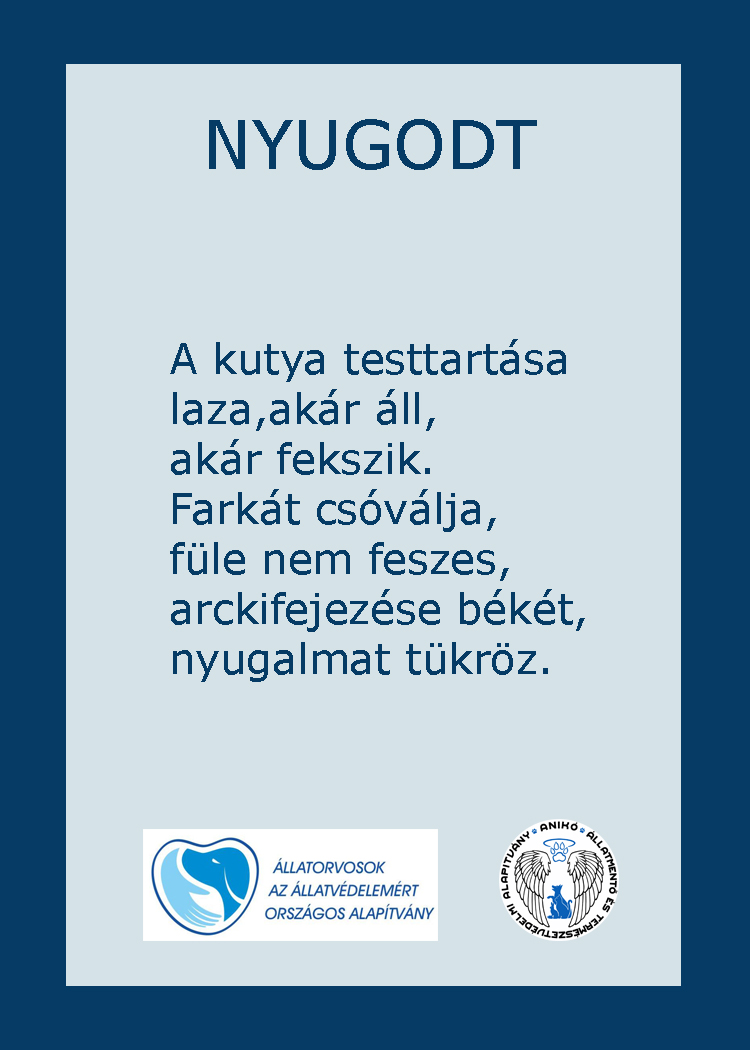 NYUGODT
A kutya testtartása
laza,akár áll,
akár fekszik.
Farkát csóválja,
füle nem feszes,
arckifejezése békét,
nyugalmat tükröz.
ÁLLATORVOSOK
AZ ÁLLATVÉDELEMÉRT
ORSZÁGOS ALAPÍTVÁNY
ANIKÓ ÁLLATMENTŐ ÉS TERMÉSZETVÉDELMI ALAPÍTVÁNY